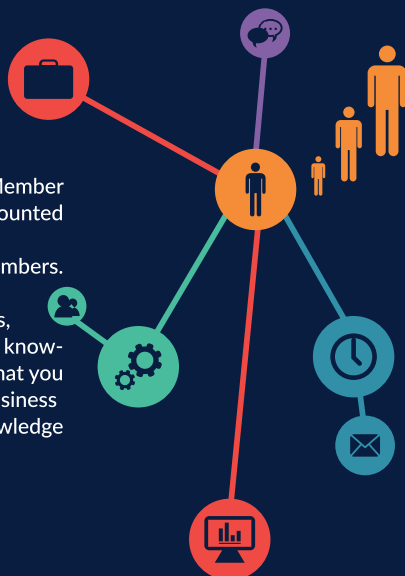 Member
ounted
mbers.
s,
know-
hat you
siness
wledge